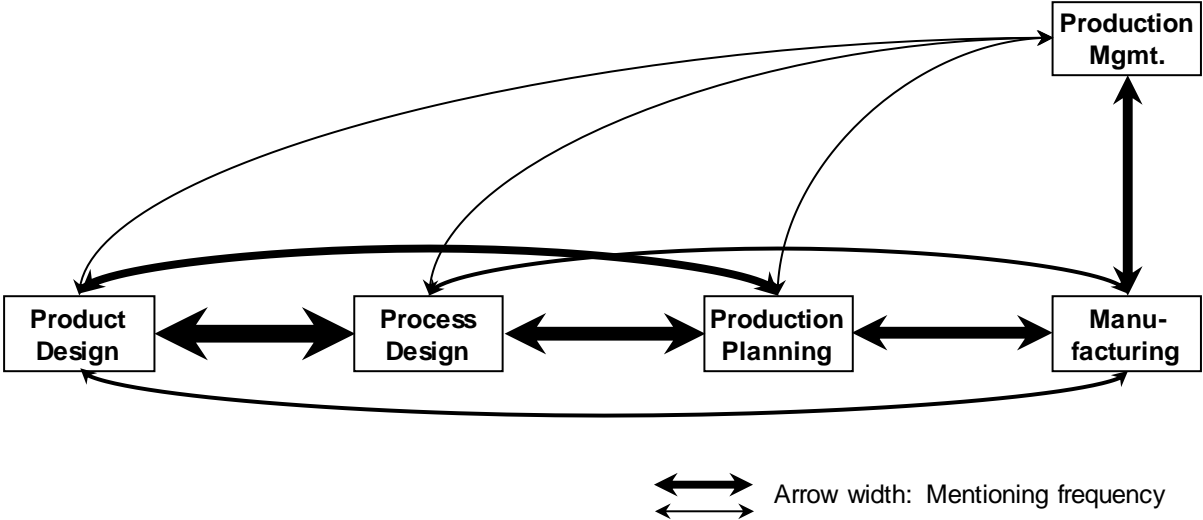 Production
Mgmt.
Product
Design
Process
Design
Production
Planning
Manu-
facturing
Arrow width: Mentioning frequency